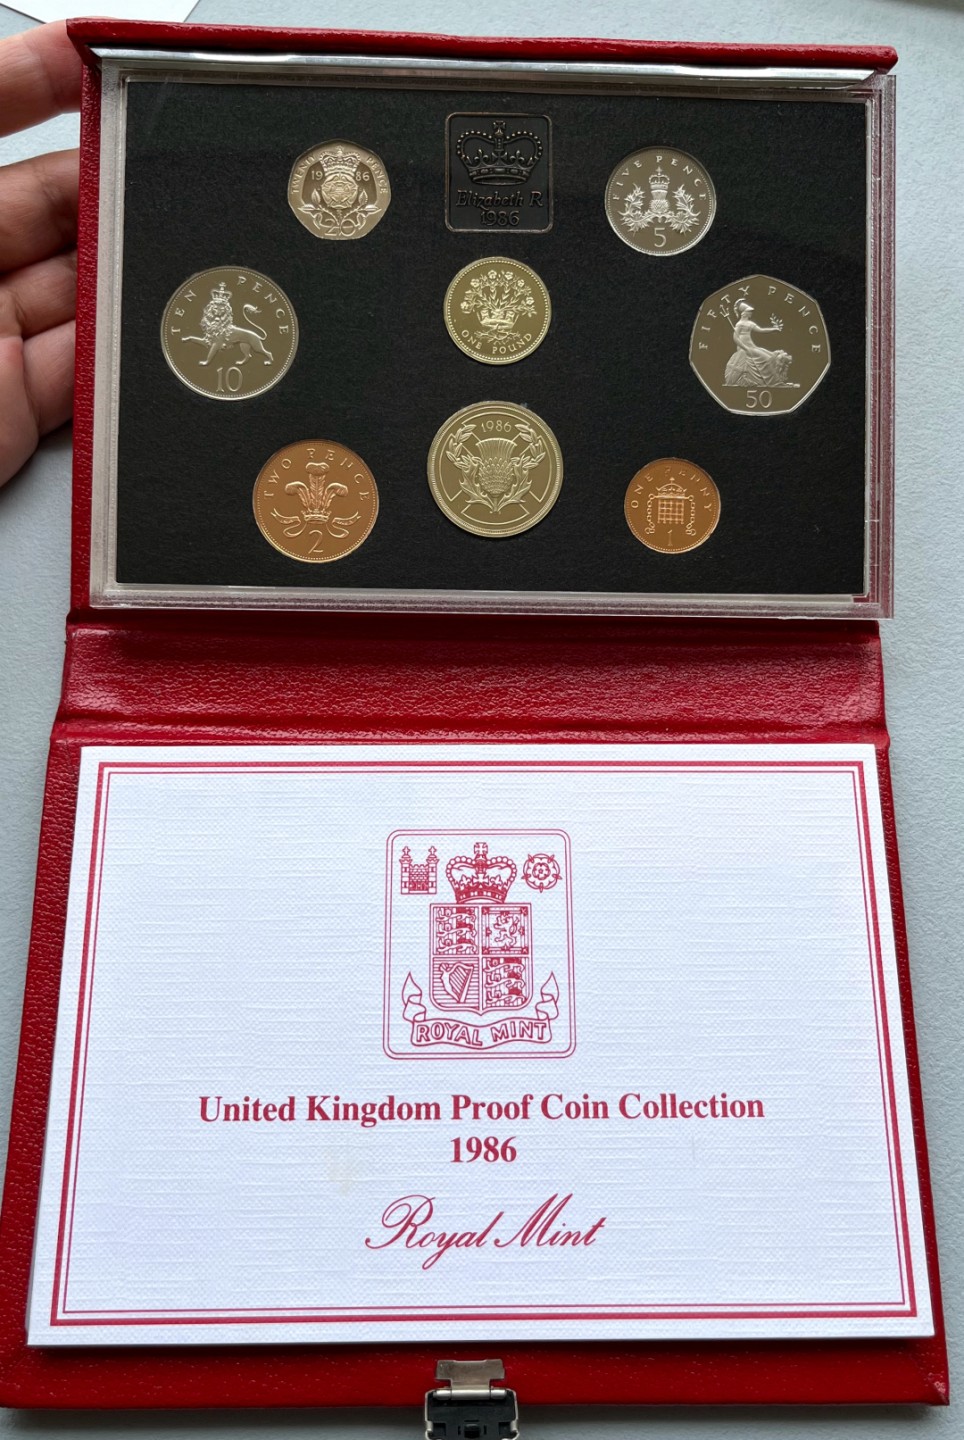 TWENTY PENCE
1986
20
Elizabeth R
1986
FIVE PENCE
5
TEN PENCE
10
ONE POUND
FIFTY PENCE
50
TWO PENCE
2
1986
ONE PENNY
1
ROYAL MINT
United Kingdom Proof Coin Collection
1986
Royal Mint